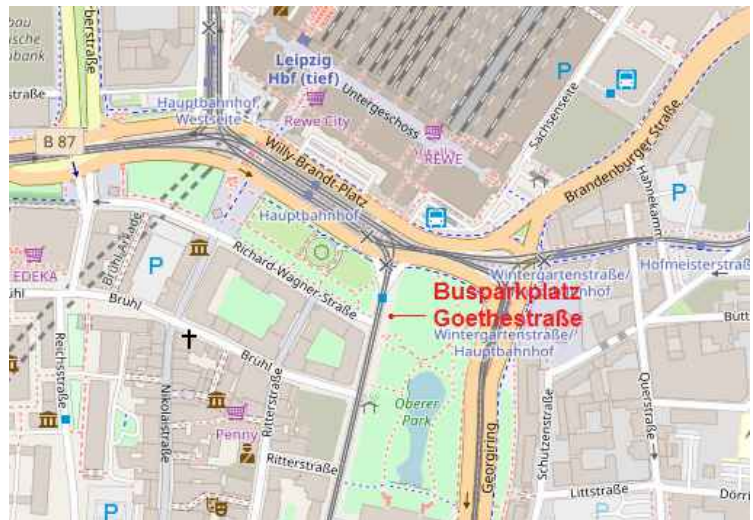 berstraße
straße
Leipzig
Hbf (tief)
Rewe City
Untergeschoss
REWE
P
Sachsenseite
Brandenburger Straße
Hauptbahnhof,
Westseite
B 87
Willy-Brandt-Platz
Hauptbahnhof
Hahnekamm
P
Hofmeisterstraße
EDEKA
Brühl-Arkade
P
Richard-Wagner-Straße
Brühl
Brühl
Wintergartenstraße/
Busparkplatz
Goethestraße
Wintergartenstraße/
Hauptbahnhof
Reichsstraße
Nikolaistraße
Penny
Ritterstraße
Ritterstraße
Oberer
Park
Georgiring
Schützenstraße
Querstraße
Littstraße
P
P